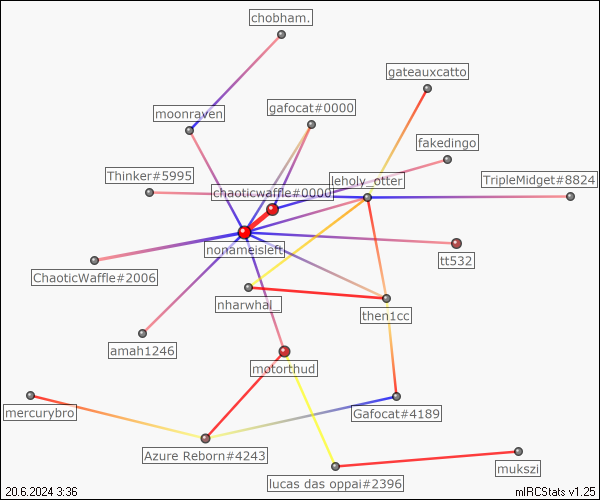 chobham.
gateauxcatto
moonraven
gafocat#0000
fakedingo
Thinker#5995
leholy_otter
TripleMidget#8824
chaoticwaffle#0000
nonameisleft
tt532
ChaoticWaffle#2006
nharwhal_
then1cc
amah1246
motorthud
mercurybro
Gafocat#4189
Azure Reborn#4243
mukszi
lucas das oppai#2396
20.6.2024 3:36
mIRCStats v1.25